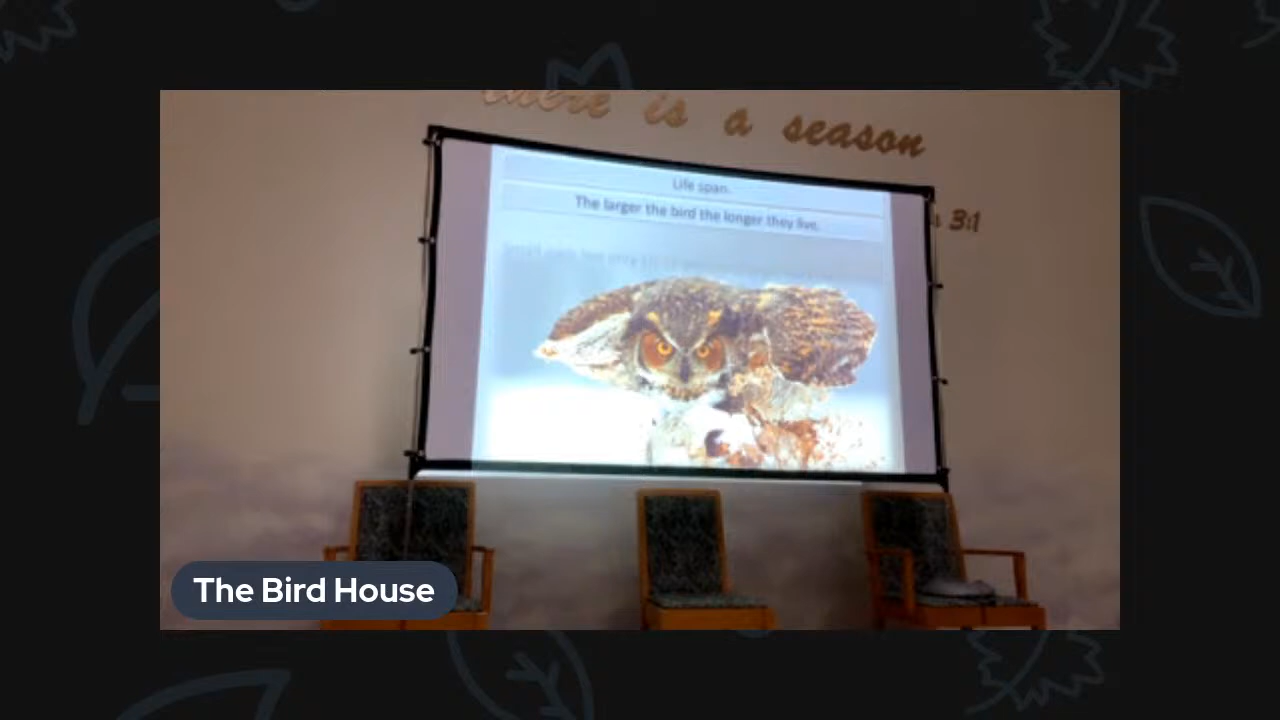 there is a season
3:1
Life span.
The larger the bird the longer they live.
The Bird House